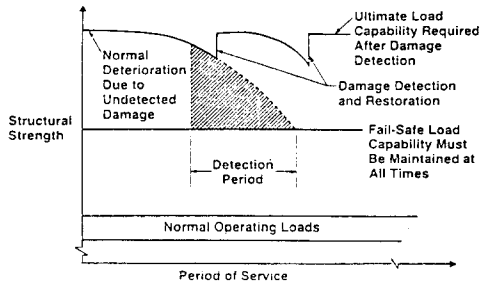 Ultimate Load
Capability Required
After Damage
Detection
Normal
Deterioration
Due to
Undetected
Damage
Damage Detection
and Restoration
Structural
Strength
Fail-Safe Load
Capability Must
Be Maintained at
All Times
Detection
Period
Normal Operating Loads
Period of Service